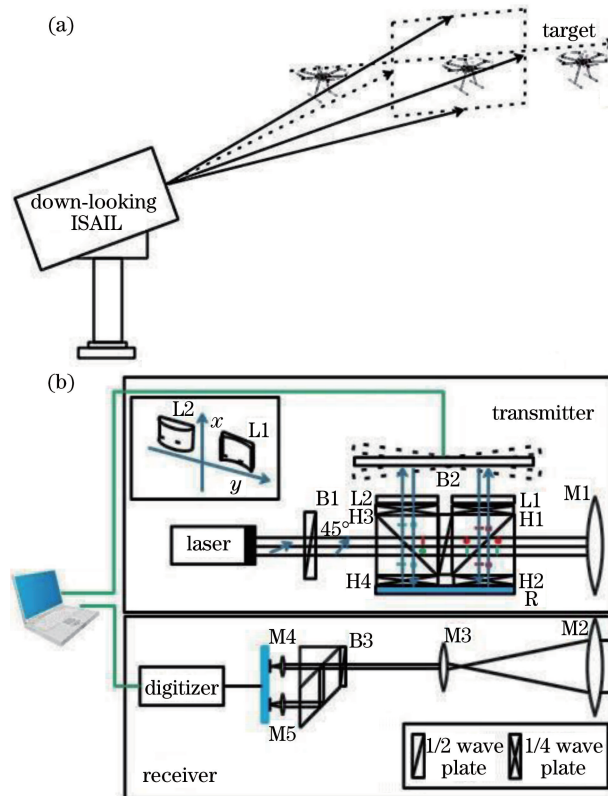 (a)
target
down-looking
ISAIL
(b)
L2
x
L1
y
transmitter
B2
M1
B1
L2
L1
45°
H3
H1
laser
H4
H2
R
M4
B3
M3
M2
digitizer
M5
1/2 wave
plate
1/4 wave
plate
receiver